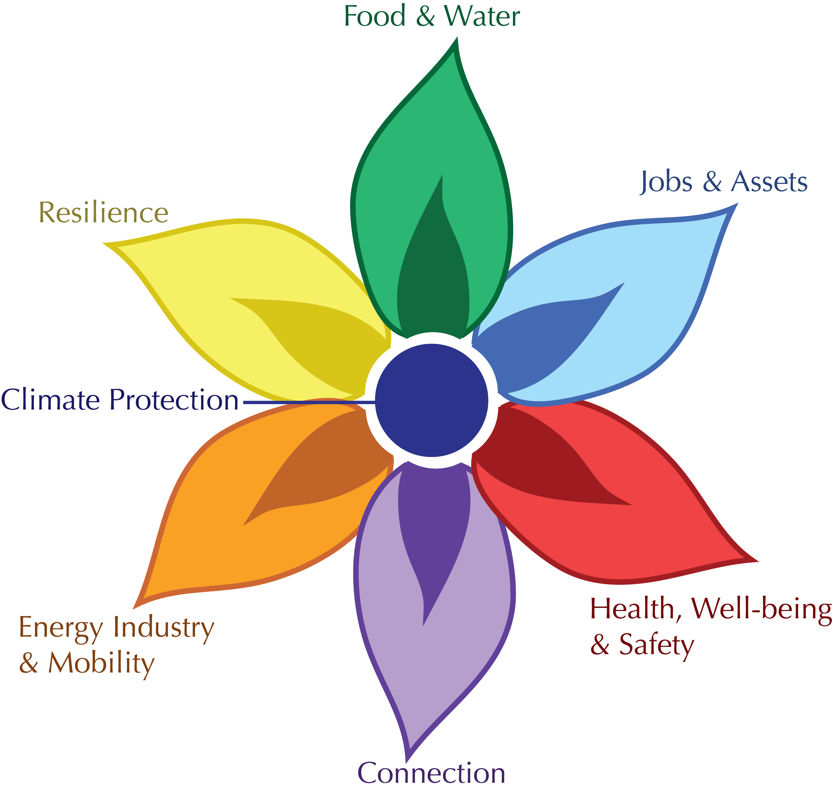 Food & Water
Jobs & Assets
Resilience
Climate Protection
Energy Industry
& Mobility
Health, Well-being
& Safety
Connection